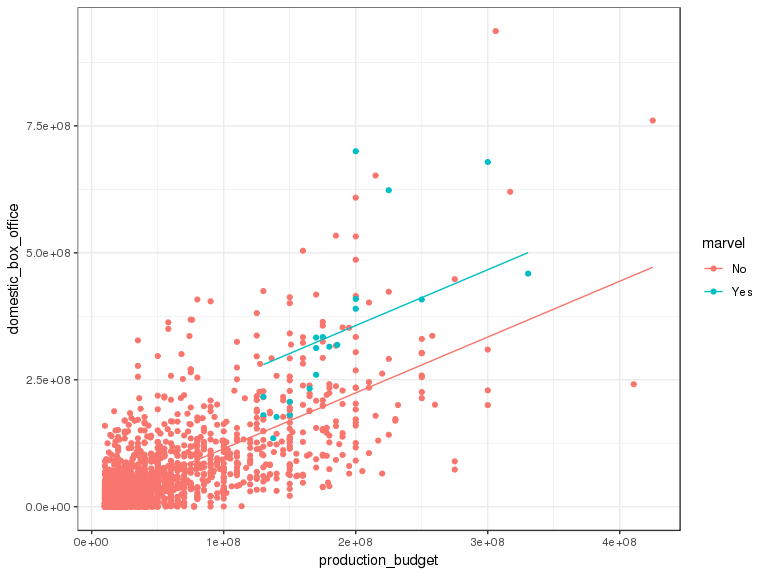 7.5e+08
5.0e+08
2.5e+08
0.0e+00
domestic_box_office
0e+00 1e+08 2e+08 3e+08 4e+08
production_budget
marvel
No
Yes